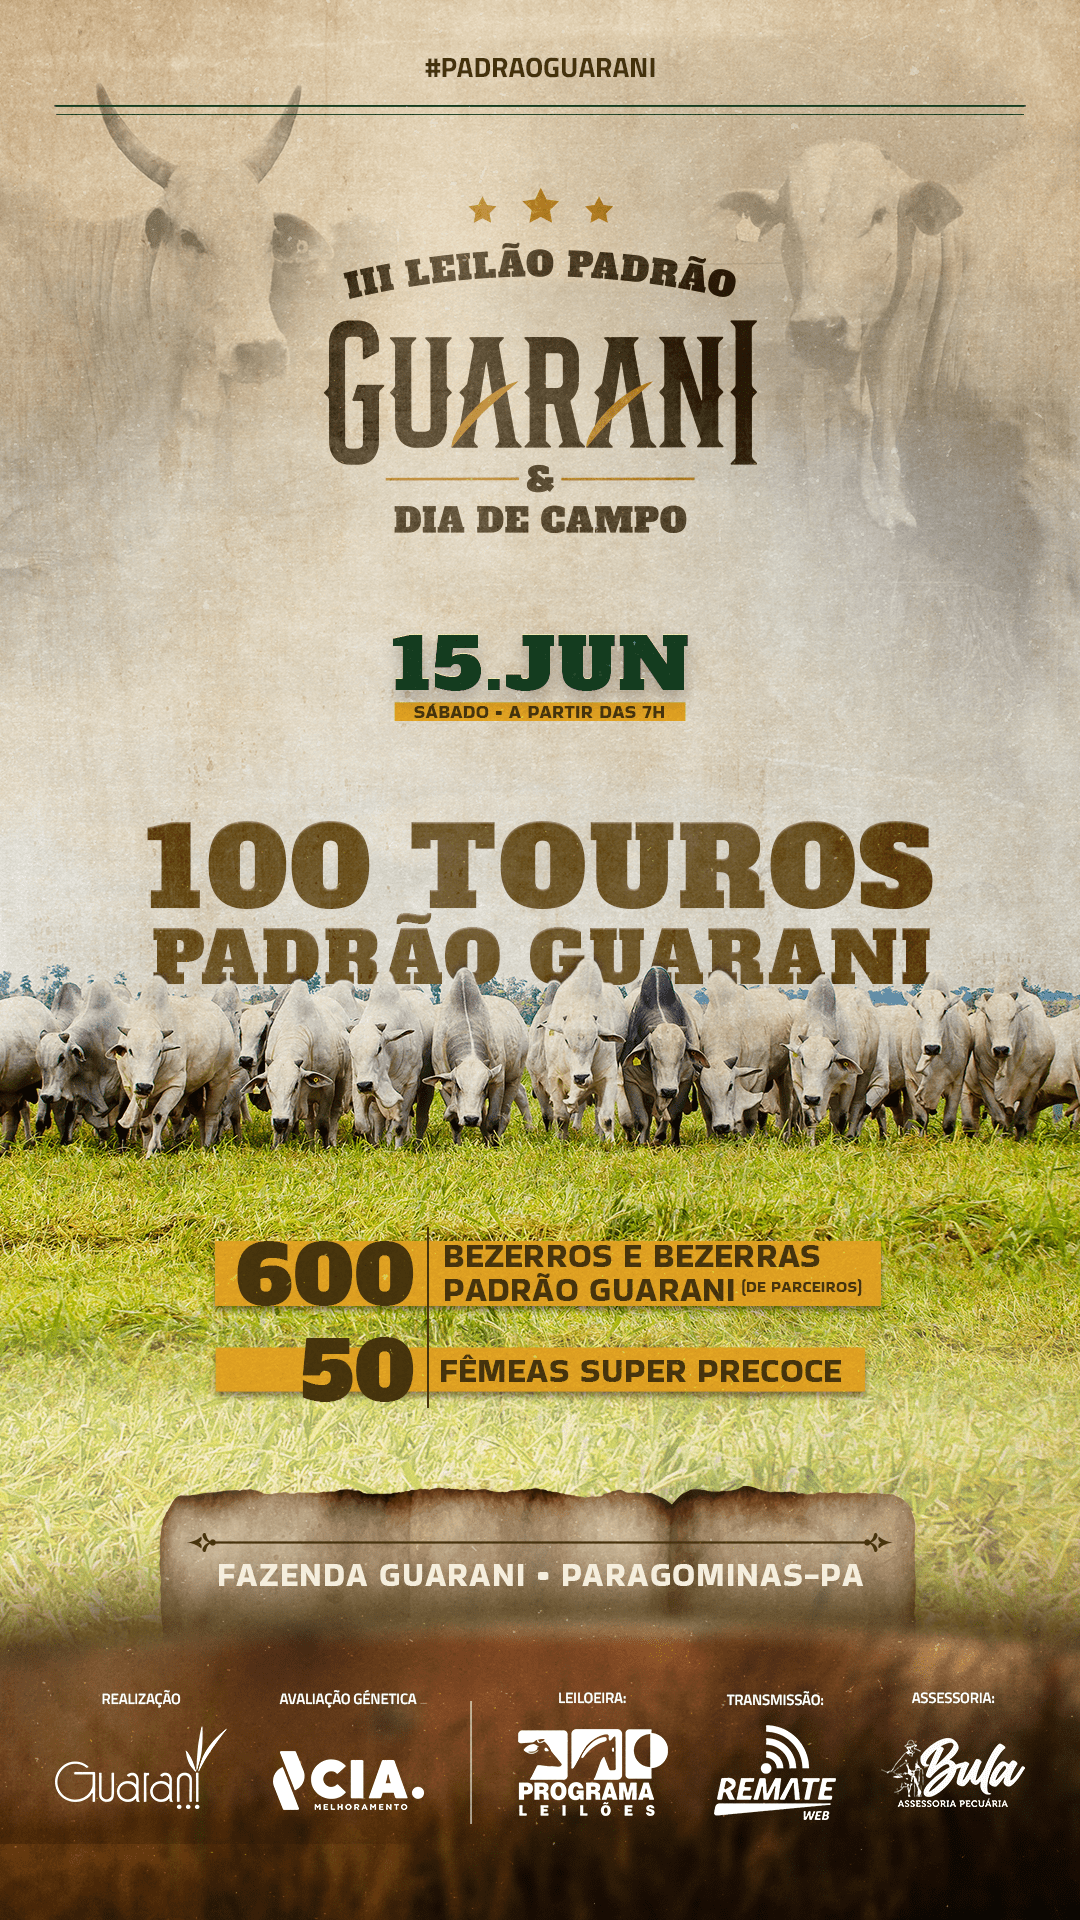 #PADRAOGUARANI
III LEILÃO PADRÃO
GUARANI
&
DIA DE CAMPO
15.JUN
SÁBADO - A PARTIR DAS 7H
100 TOUROS
PADRÃO GUARANI
600 BEZERROS E BEZERRAS
PADRÃO GUARANI (DE PARCEIROS)
50 FÊMEAS SUPER PRECOCE
FAZENDA GUARANI - PARAGOMINAS-PA
REALIZAÇÃO
Guarani
AVALIAÇÃO GÉNETICA
CIA.
MELHORAMENTO
LEILOEIRA:
PROGRAMA
LEILÕES
TRANSMISSÃO:
REMATE
WEB
ASSESSORIA:
Bula
ASSESSORIA PECUÁRIA